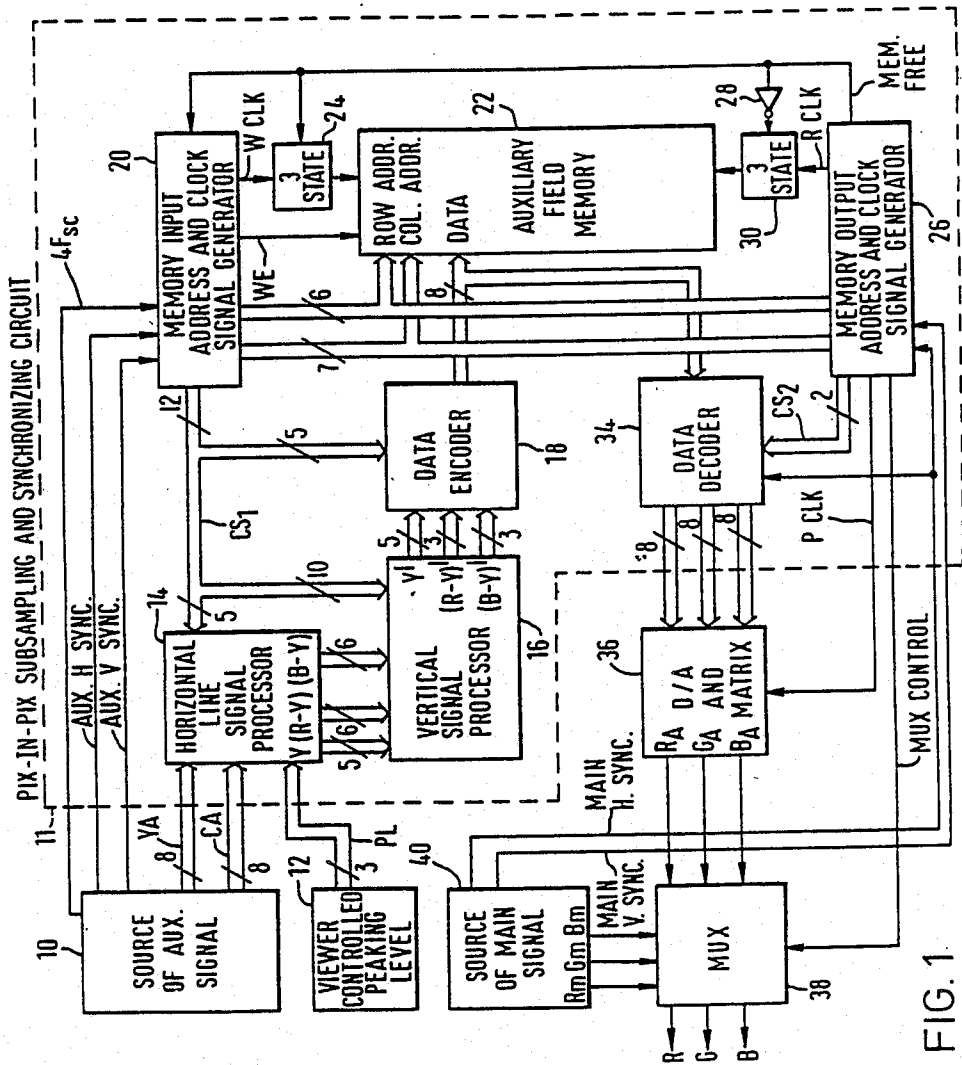 PIX-IN-PIX SUBSAMPLING AND SYNCHRONIZING CIRCUIT
11
4FSC
AUX. H SYNC.
AUX. V SYNC.
10
SOURCE
OF AUX.
SIGNAL
8
YA
8
CA
12
VIEWER
CONTROLLED
PEAKING
LEVEL
3
PL
14
HORIZONTAL
LINE
SIGNAL
PROCESSOR
Y (R-Y) (B-Y)
5
6
6
5
12
CS1
10
5
VERTICAL
SIGNAL
PROCESSOR
16
Y'
(R-Y)'
(B-Y)'
5
3
3
DATA
ENCODER
18
20
MEMORY INPUT
ADDRESS AND CLOCK
SIGNAL GENERATOR
W CLK
WE
7
6
3
STATE
24
ROW ADDR.
COL. ADDR.
DATA
AUXILIARY
FIELD
MEMORY
22
8
28
3
STATE
30
R CLK
MEM.
FREE
MEMORY OUTPUT
ADDRESS AND CLOCK
SIGNAL GENERATOR
26
34
DATA
DECODER
CS2
2
8
8
8
P CLK
MUX CONTROL
36
RA
GA
BA
D/A
AND
MATRIX
40
SOURCE
OF MAIN
SIGNAL
Rm Gm Bm
MAIN
H. SYNC.
MAIN
V. SYNC.
MUX
38
R
G
B
FIG. 1